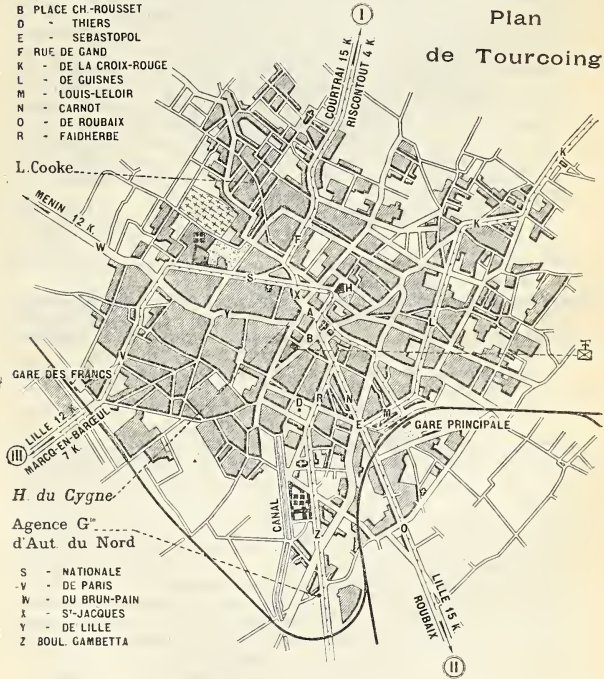 B PLACE CH.-ROUSSET
D - THIERS
E - SEBASTOPOL
F RUE DE GAND
K - DE LA CROIX-ROUGE
L - DE GUISNES
M - LOUIS-LELOIR
N - CARNOT
O - DE ROUBAIX
R - FAIDHERBE
Plan
de Tourcoing
I
COURTRAI 15 K.
RISCONTOUT 4 K.
L. Cooke
MENIN 12 K.
W
K
K
F
S
H
X
A
L
Y
B
V
GARE DES FRANCS
D
R
N
M
E
GARE PRINCIPALE
LILLE 12 K.
MARCQ-EN-BARŒUL
7 K.
III
H. du Cygne
CANAL
Agence Gle
d'Aut. du Nord
O
Z
LILLE 15 K.
ROUBAIX
II
S - NATIONALE
V - DE PARIS
W - DU BRUN-PAIN
X - St-JACQUES
Y - DE LILLE
Z BOUL. GAMBETTA